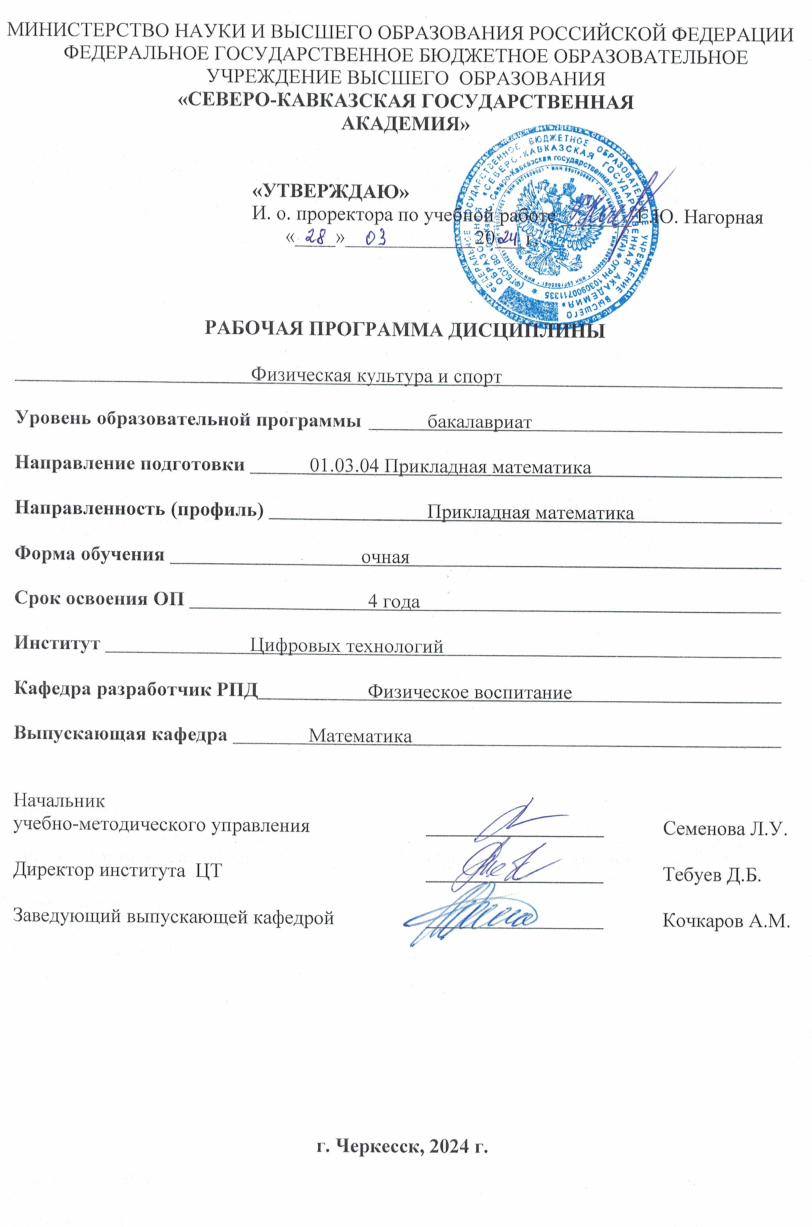 МИНИСТЕРСТВО НАУКИ И ВЫСШЕГО ОБРАЗОВАНИЯ РОССИЙСКОЙ ФЕДЕРАЦИИ
ФЕДЕРАЛЬНОЕ ГОСУДАРСТВЕННОЕ БЮДЖЕТНОЕ ОБРАЗОВАТЕЛЬНОЕ
УЧРЕЖДЕНИЕ ВЫСШЕГО ОБРАЗОВАНИЯ
«СЕВЕРО-КАВКАЗСКАЯ ГОСУДАРСТВЕННАЯ
АКАДЕМИЯ»
«УТВЕРЖДАЮ»
И. о. проректора по учебной работе Г.Ю. Нагорная
« 28 » 03 2024 г.
РАБОЧАЯ ПРОГРАММА ДИСЦИПЛИНЫ
Физическая культура и спорт
Уровень образовательной программы бакалавриат
Направление подготовки 01.03.04 Прикладная математика
Направленность (профиль) Прикладная математика
Форма обучения очная
Срок освоения ОП 4 года
Институт Цифровых технологий
Кафедра разработчик РПД Физическое воспитание
Выпускающая кафедра Математика
Начальник
учебно-методического управления Семенова Л.У.
Директор института ЦТ Тебуев Д.Б.
Заведующий выпускающей кафедрой Кочкаров А.М.
г. Черкесск, 2024 г.